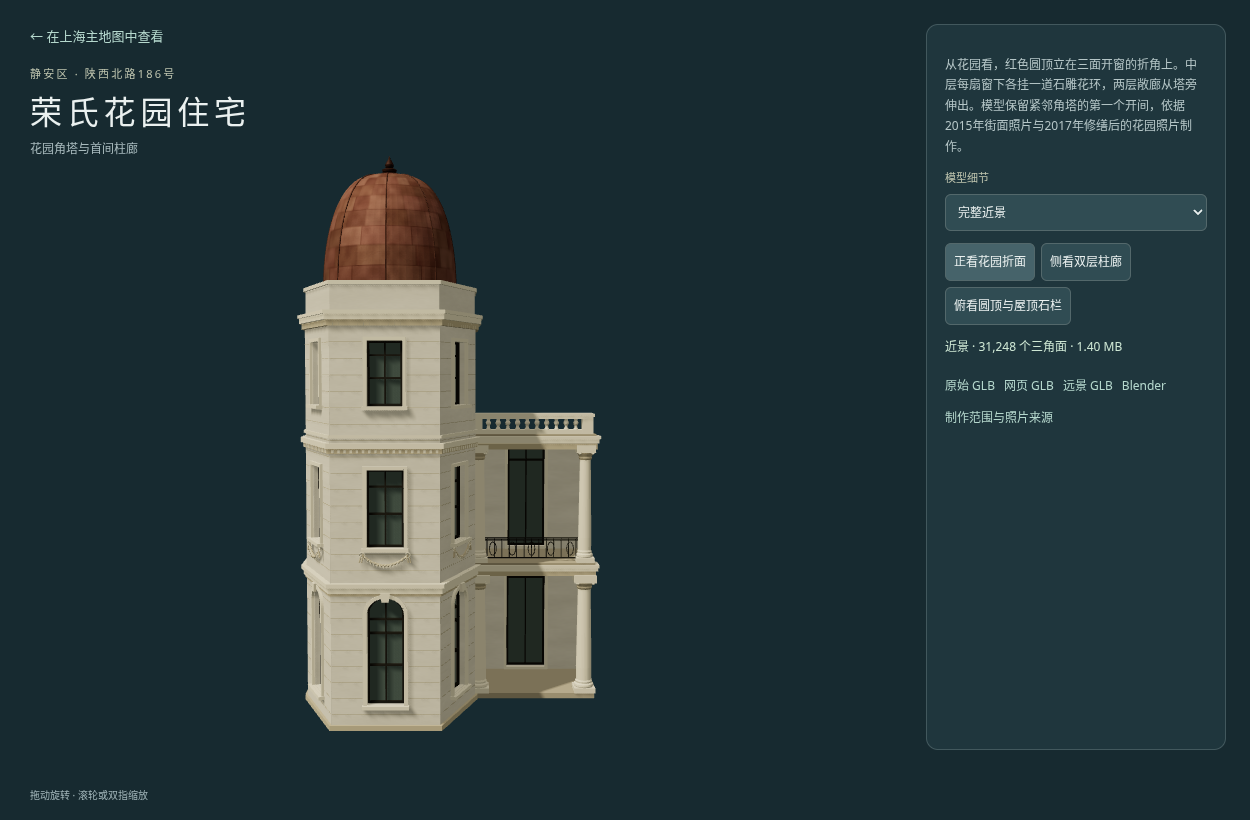 ← 在上海主地图中查看
静安区 · 陕西北路186号
荣氏花园住宅
花园角塔与首间柱廊
从花园看，红色圆顶立在三面开窗的折角上。中
层每扇窗下各挂一道石雕花环，两层敞廊从塔旁
伸出。模型保留紧邻角塔的第一个开间，依据
2015年街面照片与2017年修缮后的花园照片制
作。
模型细节
完整近景
正看花园折面 侧看双层柱廊
俯看圆顶与屋顶石栏
近景 · 31,248 个三角面 · 1.40 MB
原始 GLB 网页 GLB 远景 GLB Blender
制作范围与照片来源
拖动旋转 · 滚轮或双指缩放